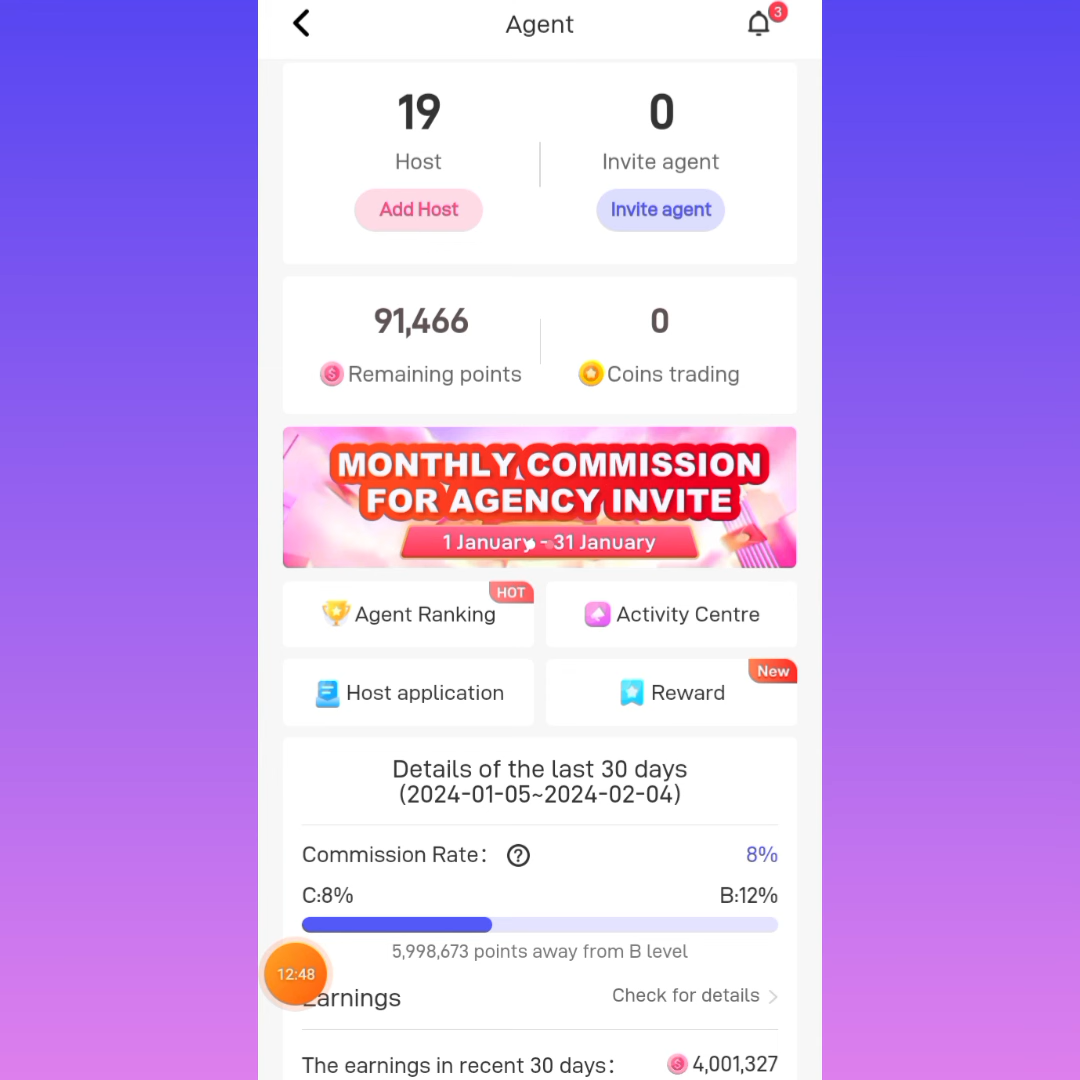 Agent
3
19
Host
Add Host
0
Invite agent
Invite agent
91,466
Remaining points
0
Coins trading
MONTHLY COMMISSION
FOR AGENCY INVITE
1 January - 31 January
Agent Ranking
HOT
Activity Centre
Host application
Reward
New
Details of the last 30 days
(2024-01-05~2024-02-04)
Commission Rate: ?
8%
C:8%
B:12%
5,998,673 points away from B level
12:48
Earnings
Check for details
The earnings in recent 30 days:
4,001,327